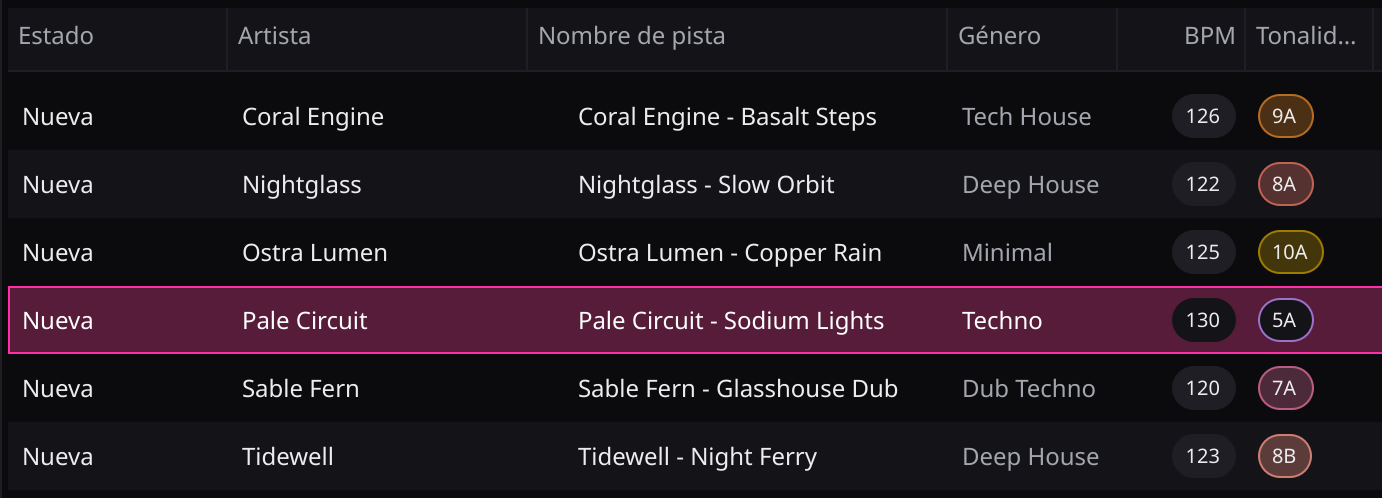 Estado Artista Nombre de pista Género BPM Tonalid...
Nueva Coral Engine Coral Engine - Basalt Steps Tech House 126 9A
Nueva Nightglass Nightglass - Slow Orbit Deep House 122 8A
Nueva Ostra Lumen Ostra Lumen - Copper Rain Minimal 125 10A
Nueva Pale Circuit Pale Circuit - Sodium Lights Techno 130 5A
Nueva Sable Fern Sable Fern - Glasshouse Dub Dub Techno 120 7A
Nueva Tidewell Tidewell - Night Ferry Deep House 123 8B